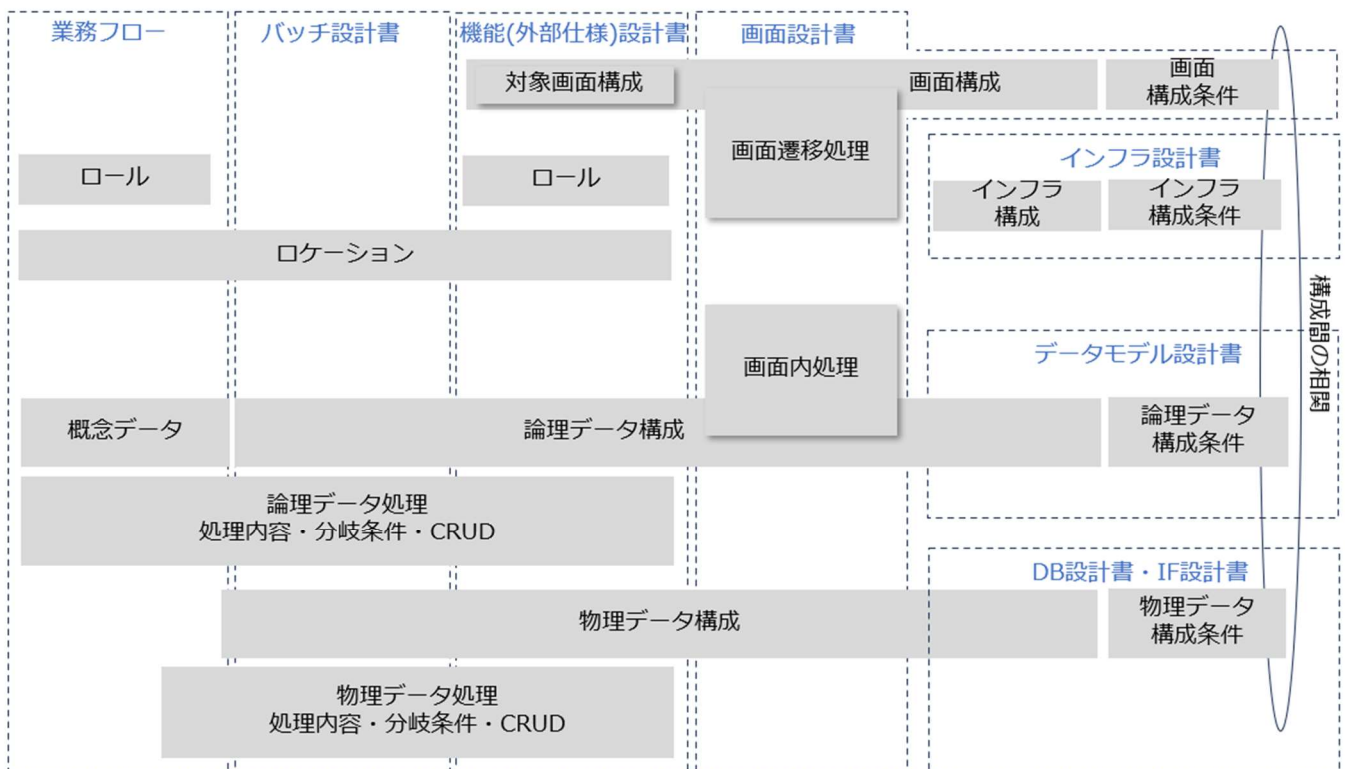 業務フロー
バッチ設計書
機能(外部仕様)設計書
画面設計書
対象画面構成
画面構成
画面
構成条件
画面遷移処理
インフラ設計書
ロール
ロール
インフラ
構成
インフラ
構成条件
ロケーション
構成間の相関
データモデル設計書
画面内処理
概念データ
論理データ構成
論理データ
構成条件
論理データ処理
処理内容・分岐条件・CRUD
DB設計書・IF設計書
物理データ構成
物理データ
構成条件
物理データ処理
処理内容・分岐条件・CRUD